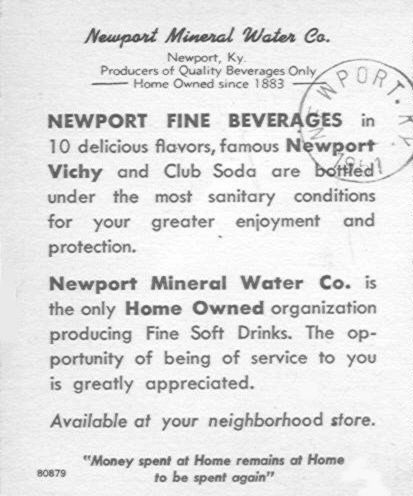 Newport Mineral Water Co.
Newport, Ky.
Producers of Quality Beverages Only
Home Owned since 1883
NEWPORT, KY.
1951
NEWPORT FINE BEVERAGES in
10 delicious flavors, famous Newport
Vichy and Club Soda are bottled
under the most sanitary conditions
for your greater enjoyment and
protection.
Newport Mineral Water Co. is
the only Home Owned organization
producing Fine Soft Drinks. The op-
portunity of being of service to you
is greatly appreciated.
Available at your neighborhood store.
"Money spent at Home remains at Home
to be spent again"
80879